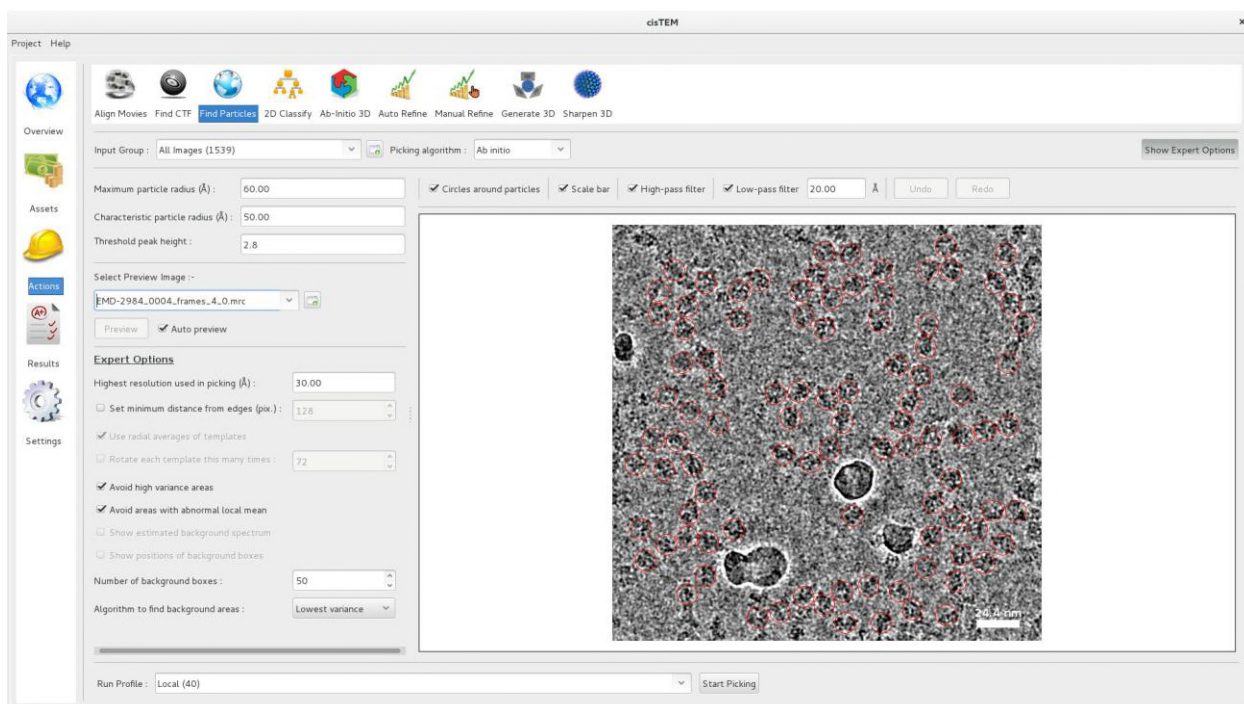 cisTEM
Project Help
Overview
Assets
Actions
Results
Settings
Align Movies Find CTF Find Particles 2D Classify Ab-Initio 3D Auto Refine Manual Refine Generate 3D Sharpen 3D
Input Group : All Images (1539) Picking algorithm : Ab initio Show Expert Options
Maximum particle radius (Å) : 60.00
Characteristic particle radius (Å) : 50.00
Threshold peak height : 2.8
Select Preview Image :-
EMD-2984_0004_frames_4_0.mrc
Preview Auto preview
Expert Options
Highest resolution used in picking (Å) : 30.00
Set minimum distance from edges (pix.) : 128
Use radial averages of templates
Rotate each template this many times : 72
Avoid high variance areas
Avoid areas with abnormal local mean
Show estimated background spectrum
Show positions of background boxes
Number of background boxes : 50
Algorithm to find background areas : Lowest variance
Circles around particles Scale bar High-pass filter Low-pass filter 20.00 Å Undo Redo
24.4 nm
Run Profile : Local (40) Start Picking